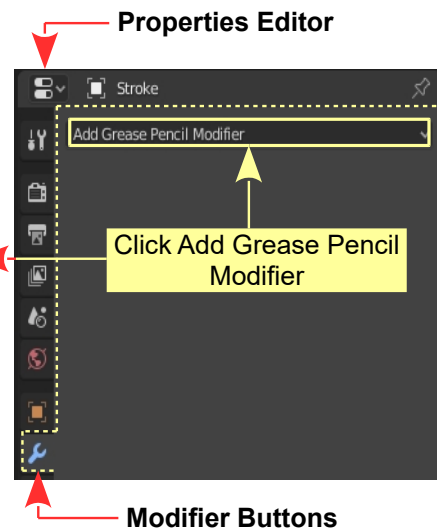 Properties Editor
Stroke
Add Grease Pencil Modifier
Click Add Grease Pencil
Modifier
Modifier Buttons